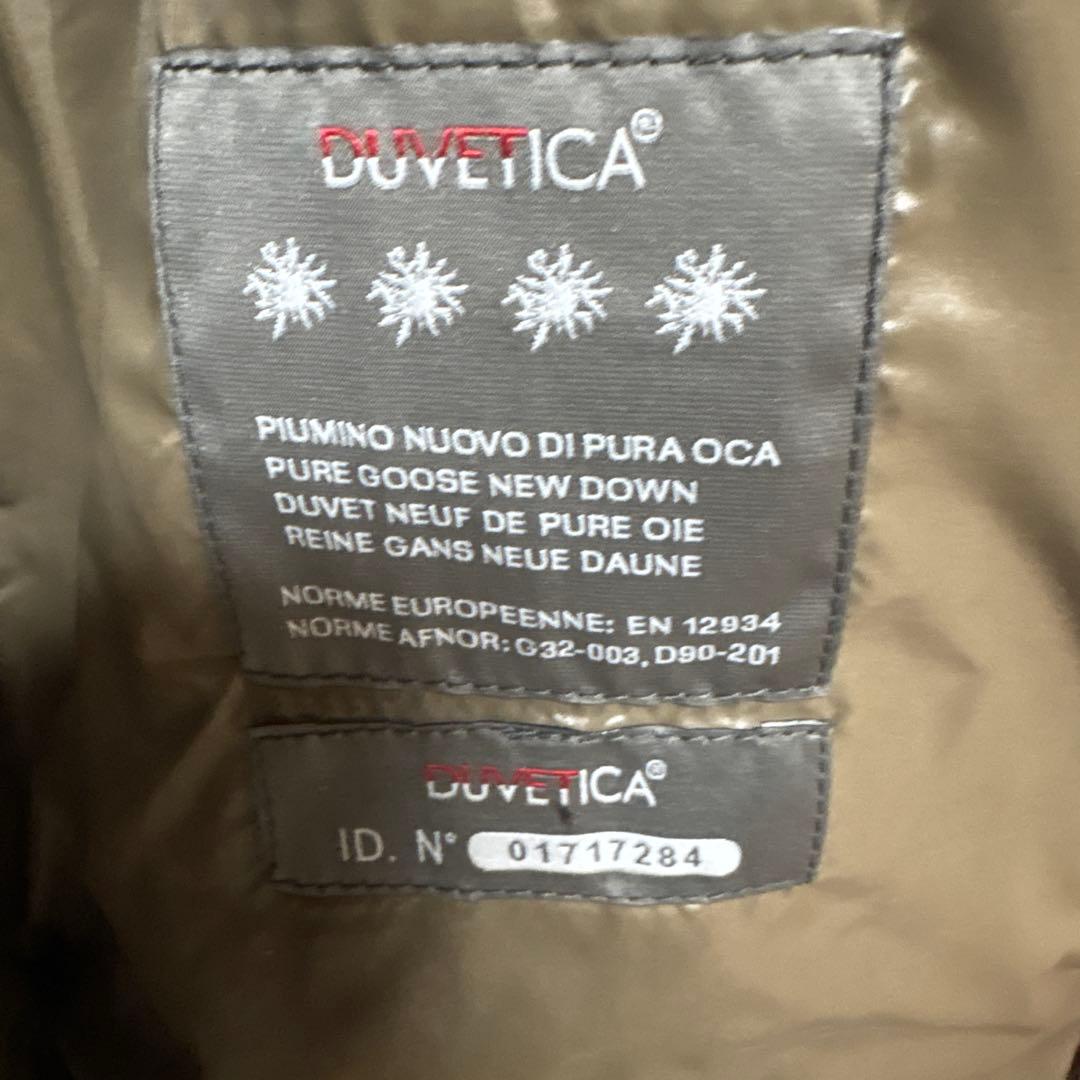 DUVETICA®
PIUMINO NUOVO DI PURA OCA
PURE GOOSE NEW DOWN
DUVET NEUF DE PURE OIE
REINE GANS NEUE DAUNE
NORME EUROPEENNE: EN 12934
NORME AFNOR: G32-003, D90-201
DUVETICA®
ID. N° 01717284